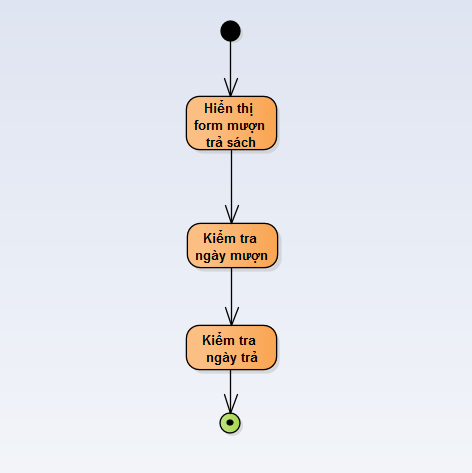 Hiển thị
form mượn
trả sách
Kiểm tra
ngày mượn
Kiểm tra
ngày trả